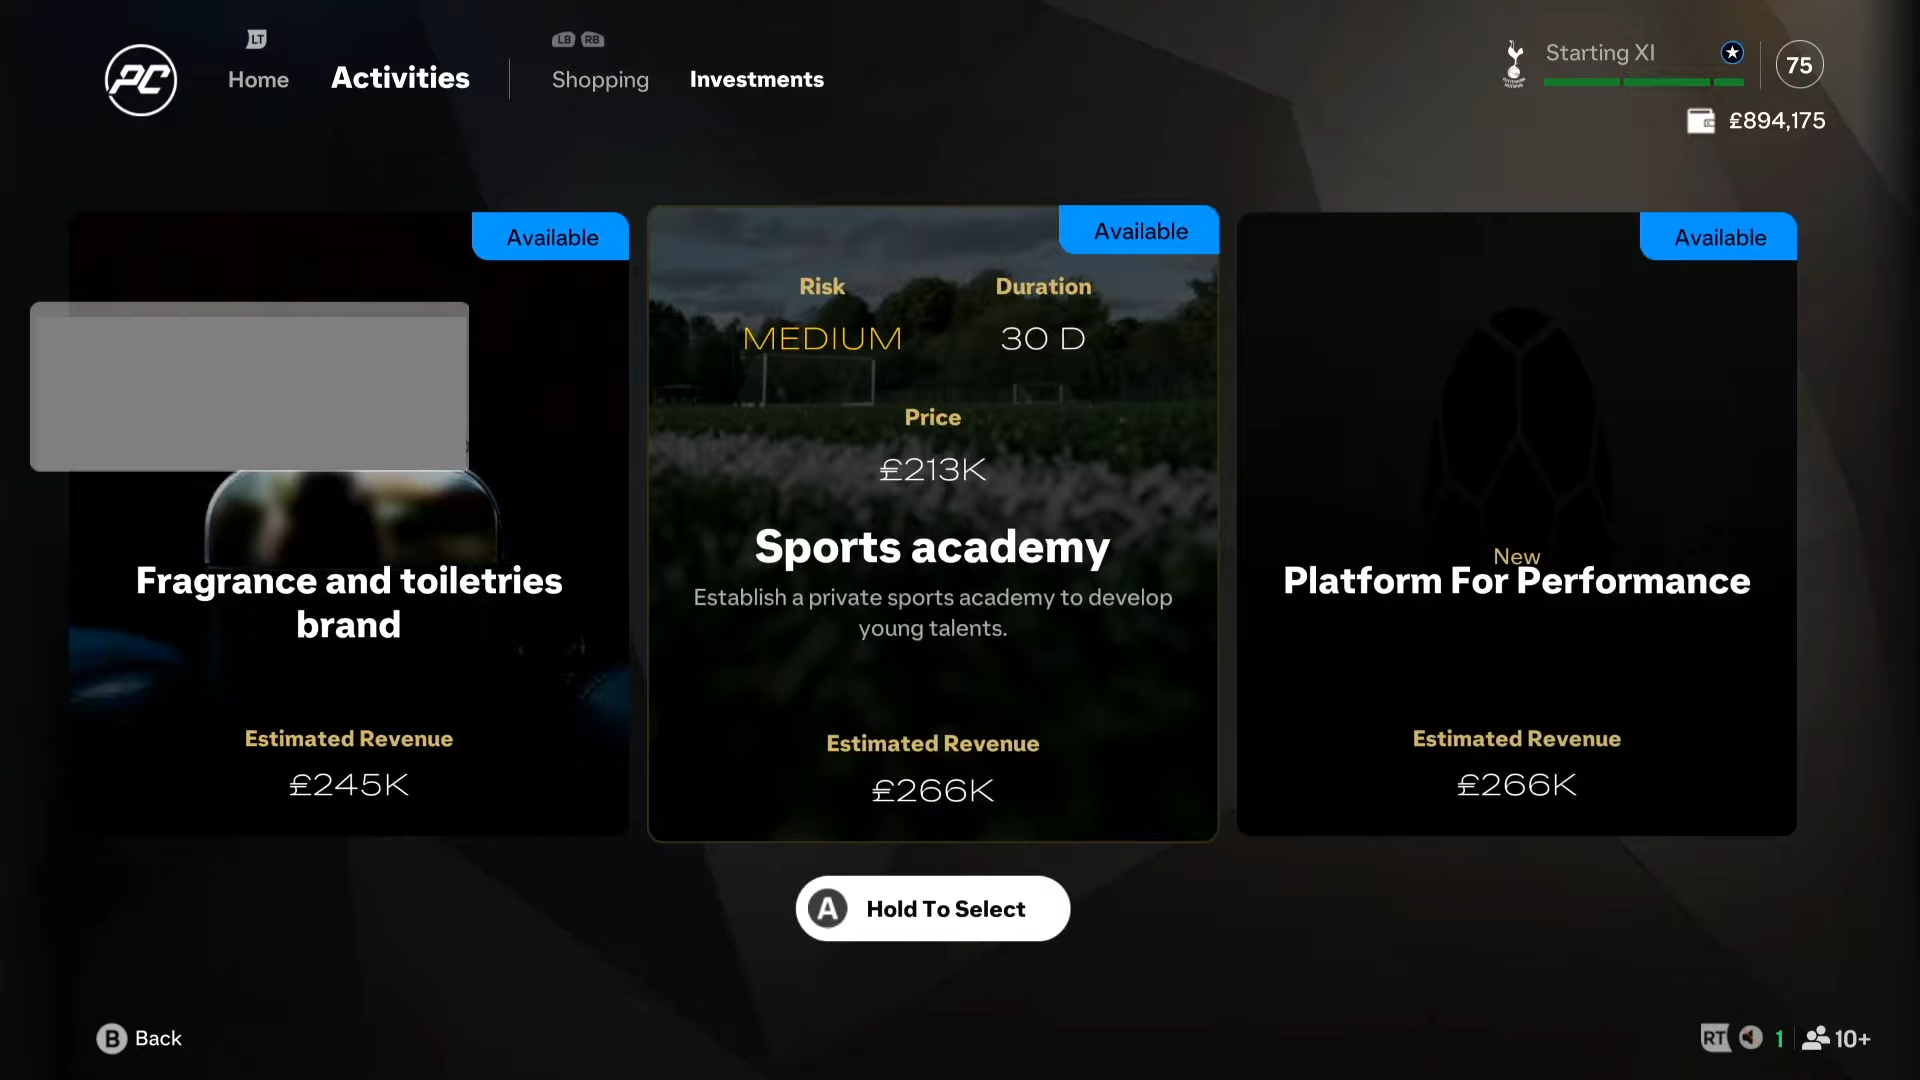 LT
LB RB
PC
Home
Activities
Shopping
Investments
Starting XI
75
£894,175
Available
Fragrance and toiletries
brand
Estimated Revenue
£245K
Available
Risk
Duration
MEDIUM
30 D
Price
£213K
Sports academy
Establish a private sports academy to develop
young talents.
Estimated Revenue
£266K
Available
New
Platform For Performance
Estimated Revenue
£266K
A Hold To Select
B Back
RT 1 10+